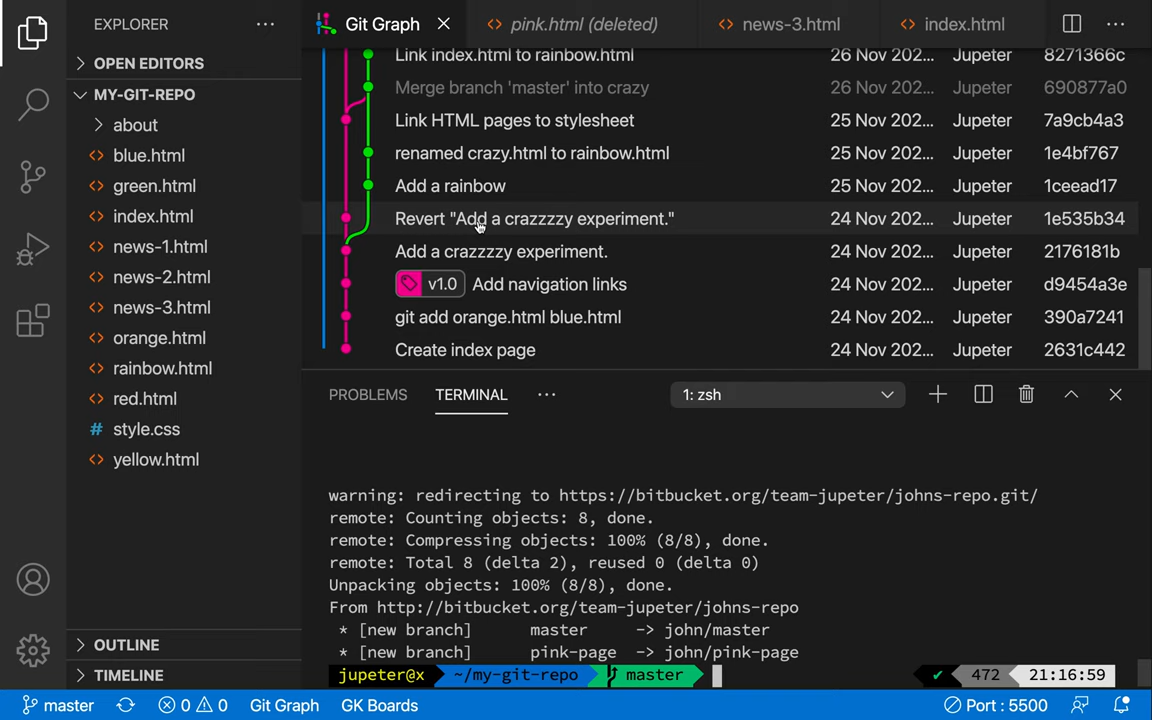 EXPLORER
OPEN EDITORS
MY-GIT-REPO
about
blue.html
green.html
index.html
news-1.html
news-2.html
news-3.html
orange.html
rainbow.html
red.html
# style.css
yellow.html
OUTLINE
TIMELINE
Git Graph
pink.html (deleted)
news-3.html
index.html
Link index.html to rainbow.html 26 Nov 202... Jupeter 8271366c
Merge branch 'master' into crazy 26 Nov 202... Jupeter 690877a0
Link HTML pages to stylesheet 25 Nov 202... Jupeter 7a9cb4a3
renamed crazy.html to rainbow.html 25 Nov 202... Jupeter 1e4bf767
Add a rainbow 25 Nov 202... Jupeter 1ceead17
Revert "Add a crazzzzy experiment." 24 Nov 202... Jupeter 1e535b34
Add a crazzzzy experiment. 24 Nov 202... Jupeter 2176181b
v1.0 Add navigation links 24 Nov 202... Jupeter d9454a3e
git add orange.html blue.html 24 Nov 202... Jupeter 390a7241
Create index page 24 Nov 202... Jupeter 2631c442
PROBLEMS TERMINAL ... 1: zsh
warning: redirecting to https://bitbucket.org/team-jupeter/johns-repo.git/
remote: Counting objects: 8, done.
remote: Compressing objects: 100% (8/8), done.
remote: Total 8 (delta 2), reused 0 (delta 0)
Unpacking objects: 100% (8/8), done.
From http://bitbucket.org/team-jupeter/johns-repo
* [new branch] master -> john/master
* [new branch] pink-page -> john/pink-page
jupeter@x ~/my-git-repo master ✔ 472 21:16:59
master 0 0 Git Graph GK Boards Port : 5500